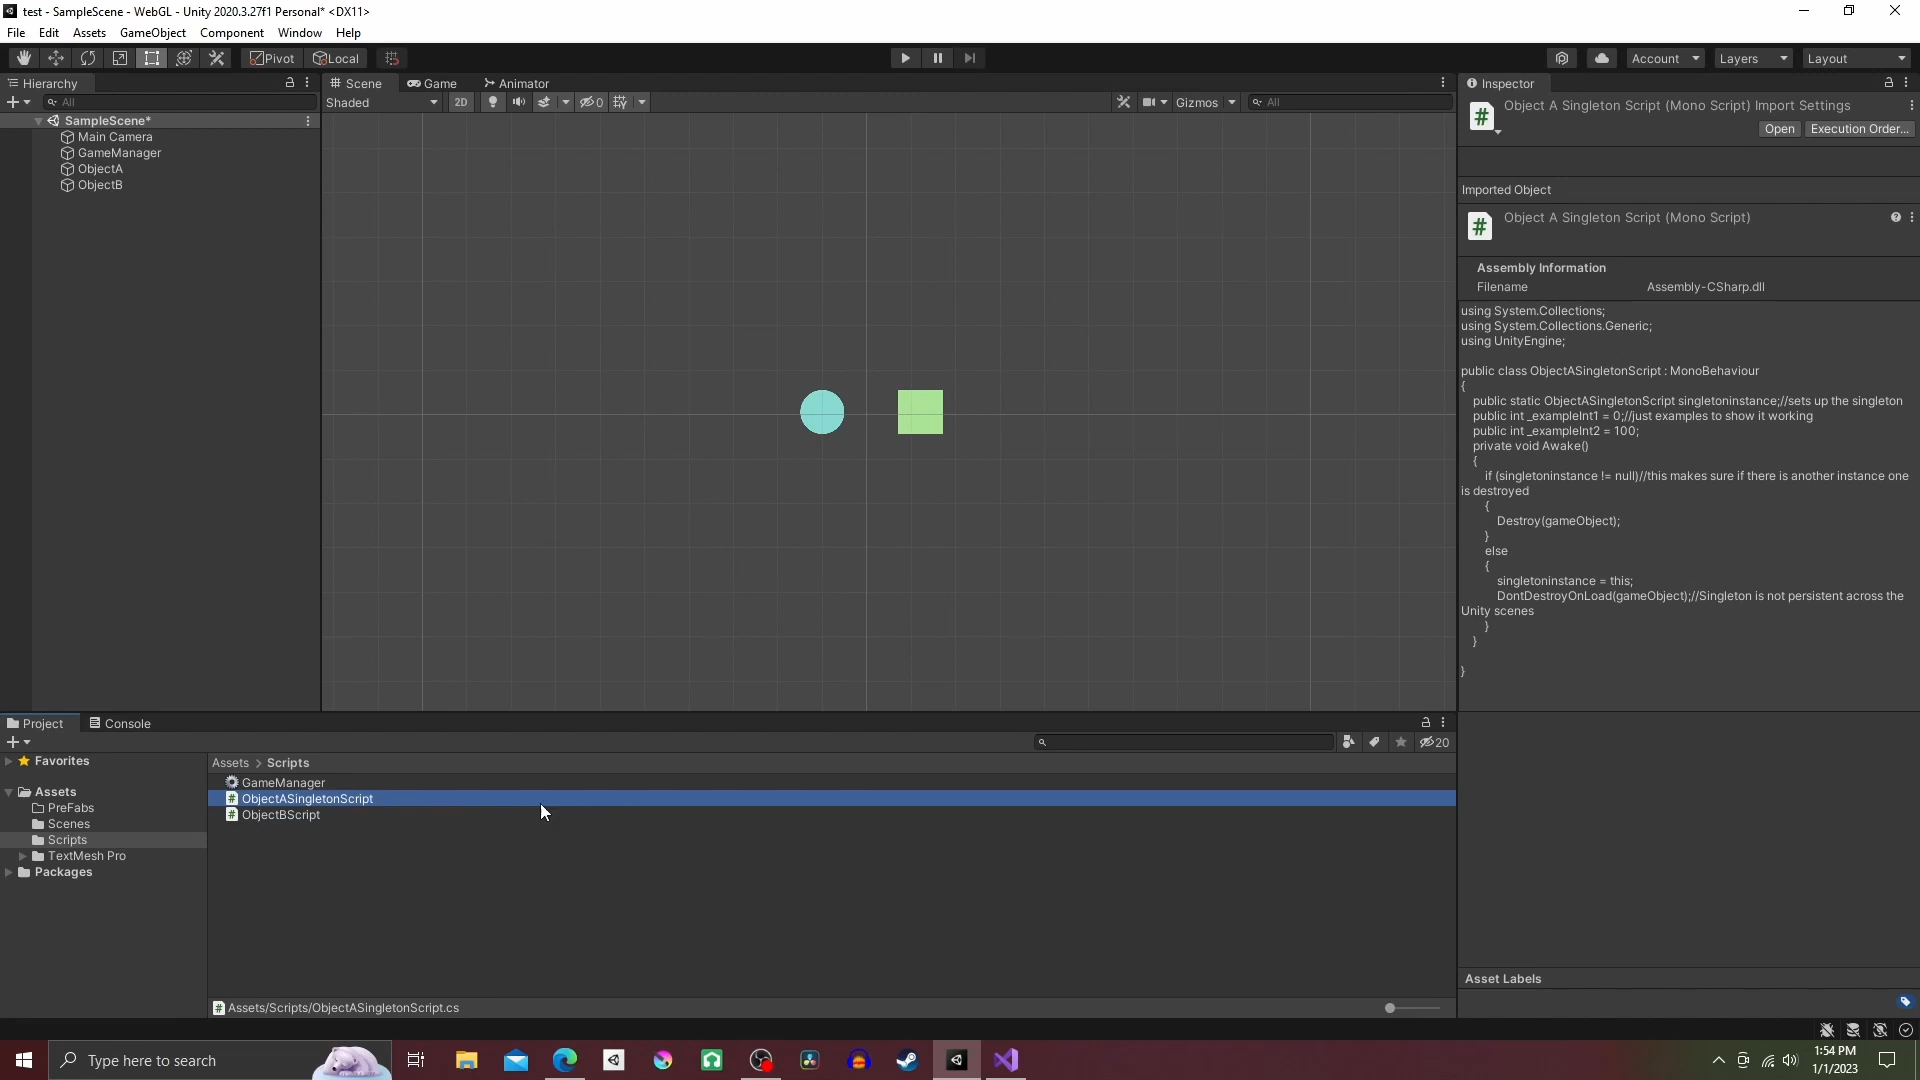 test - SampleScene - WebGL - Unity 2020.3.27f1 Personal* <DX11>
File Edit Assets GameObject Component Window Help
Pivot Local Account Layers Layout
Hierarchy
All
SampleScene*
Main Camera
GameManager
ObjectA
ObjectB
Scene Game Animator
Shaded 2D 0 Gizmos All
Inspector
Object A Singleton Script (Mono Script) Import Settings
Open Execution Order...
Imported Object
Object A Singleton Script (Mono Script)
Assembly Information
Filename Assembly-CSharp.dll
using System.Collections;
using System.Collections.Generic;
using UnityEngine;
public class ObjectASingletonScript : MonoBehaviour
{
public static ObjectASingletonScript singletoninstance;//sets up the singleton
public int _exampleInt1 = 0;//just examples to show it working
public int _exampleInt2 = 100;
private void Awake()
{
if (singletoninstance != null)//this makes sure if there is another instance one
is destroyed
{
Destroy(gameObject);
}
else
{
singletoninstance = this;
DontDestroyOnLoad(gameObject);//Singleton is not persistent across the
Unity scenes
}
}
}
Project Console
20
Favorites
Assets
PreFabs
Scenes
Scripts
TextMesh Pro
Packages
Assets > Scripts
GameManager
ObjectASingletonScript
ObjectBScript
Assets/Scripts/ObjectASingletonScript.cs
Asset Labels
Type here to search
1:54 PM
1/1/2023